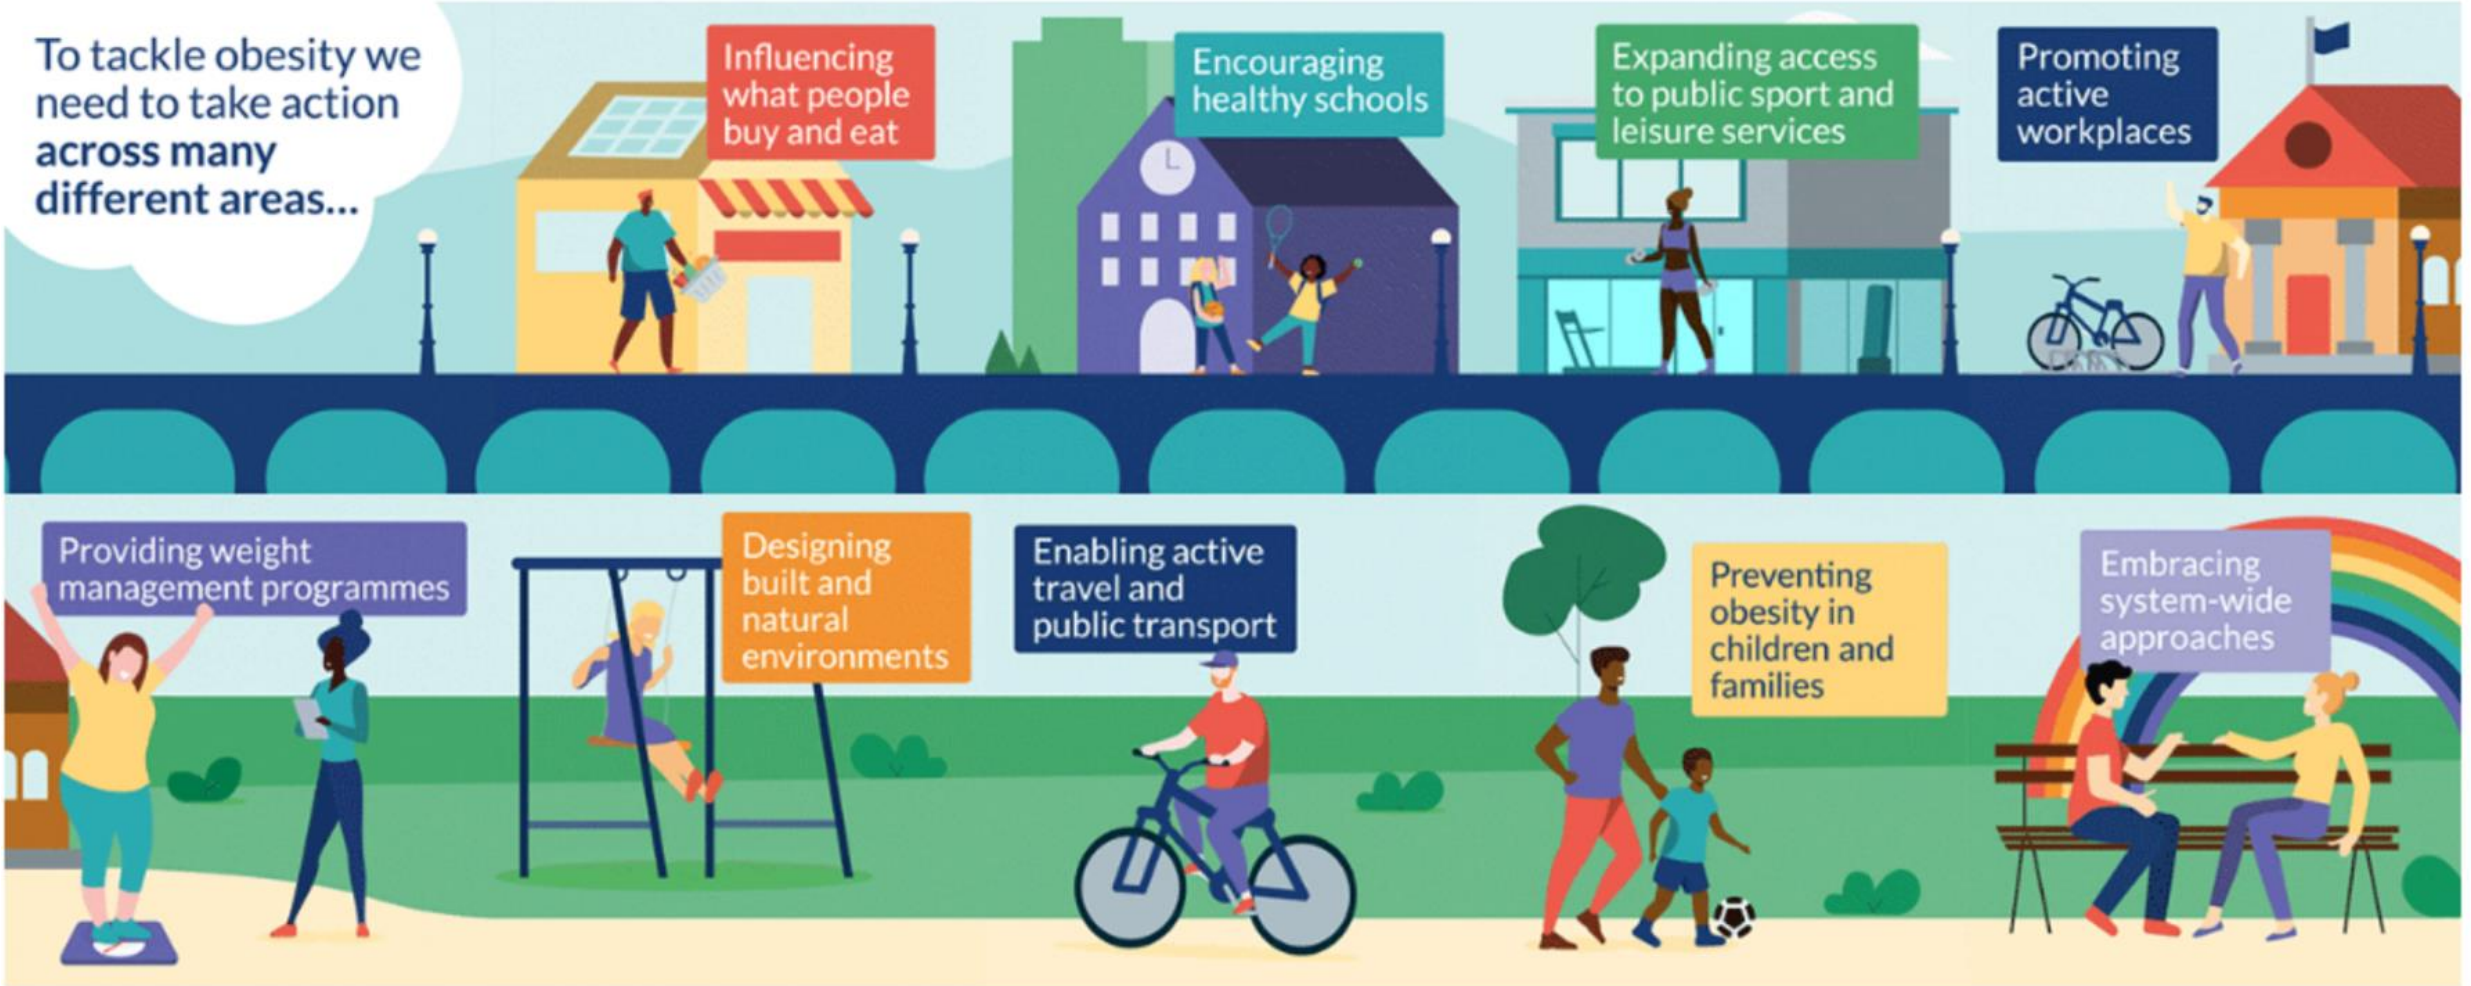 To tackle obesity we
need to take action
across many
different areas...
Influencing
what people
buy and eat
Encouraging
healthy schools
Expanding access
to public sport and
leisure services
Promoting
active
workplaces
Providing weight
management programmes
Designing
built and
natural
environments
Enabling active
travel and
public transport
Preventing
obesity in
children and
families
Embracing
system-wide
approaches